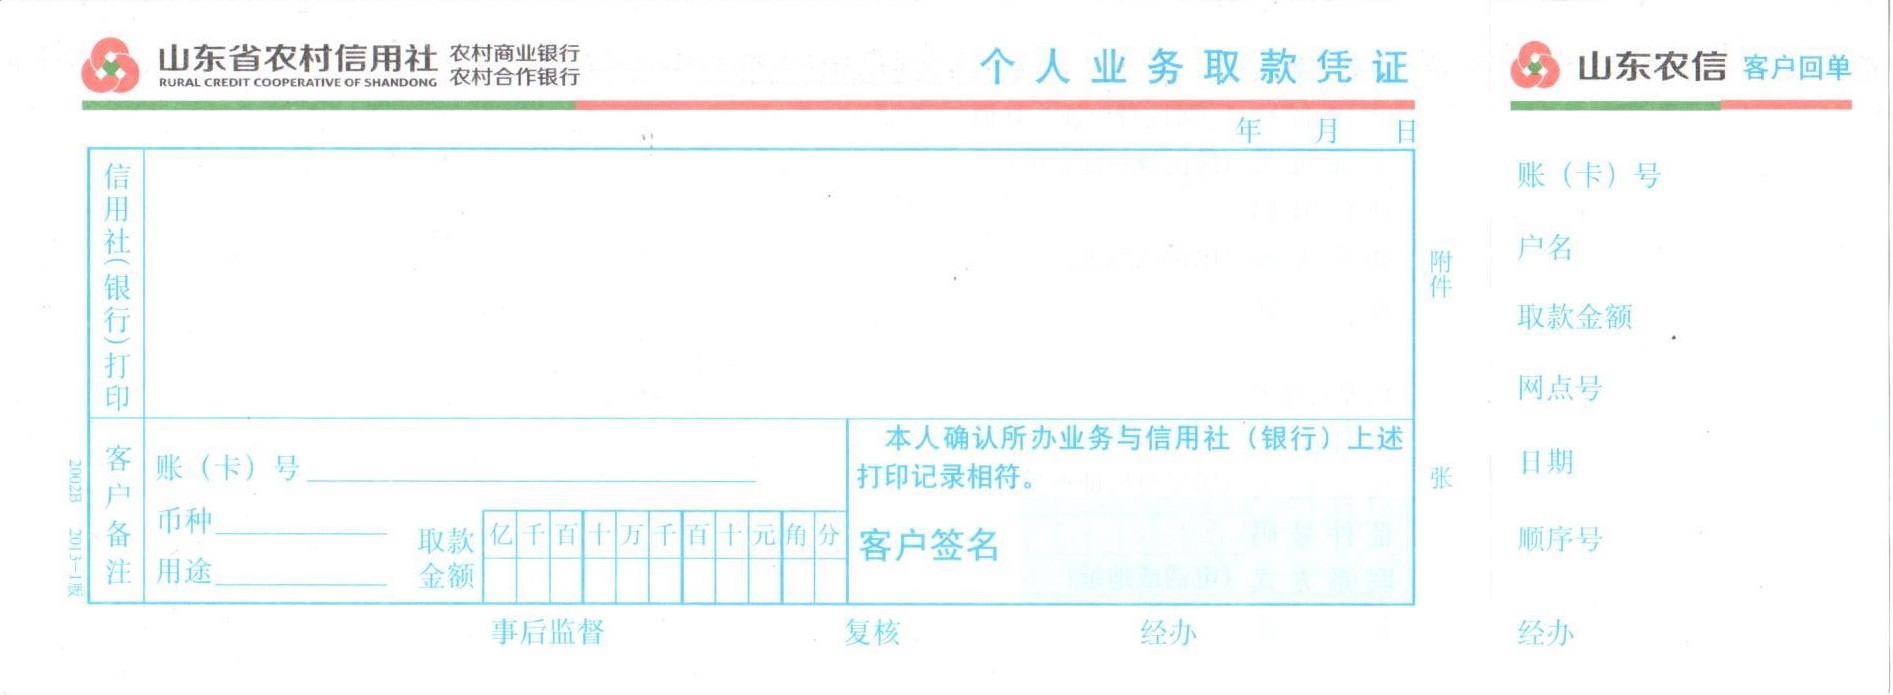 山东省农村信用社 农村商业银行
RURAL CREDIT COOPERATIVE OF SHANDONG 农村合作银行
个人业务取款凭证
年 月 日
信用社(银行)打印
附件
张
客户备注
账（卡）号
币种
用途
取款金额
亿 千 百 十 万 千 百 十 元 角 分
本人确认所办业务与信用社（银行）上述
打印记录相符。
客户签名
事后监督 复核 经办
2002B 2013-1版
山东农信 客户回单
账（卡）号
户名
取款金额
网点号
日期
顺序号
经办